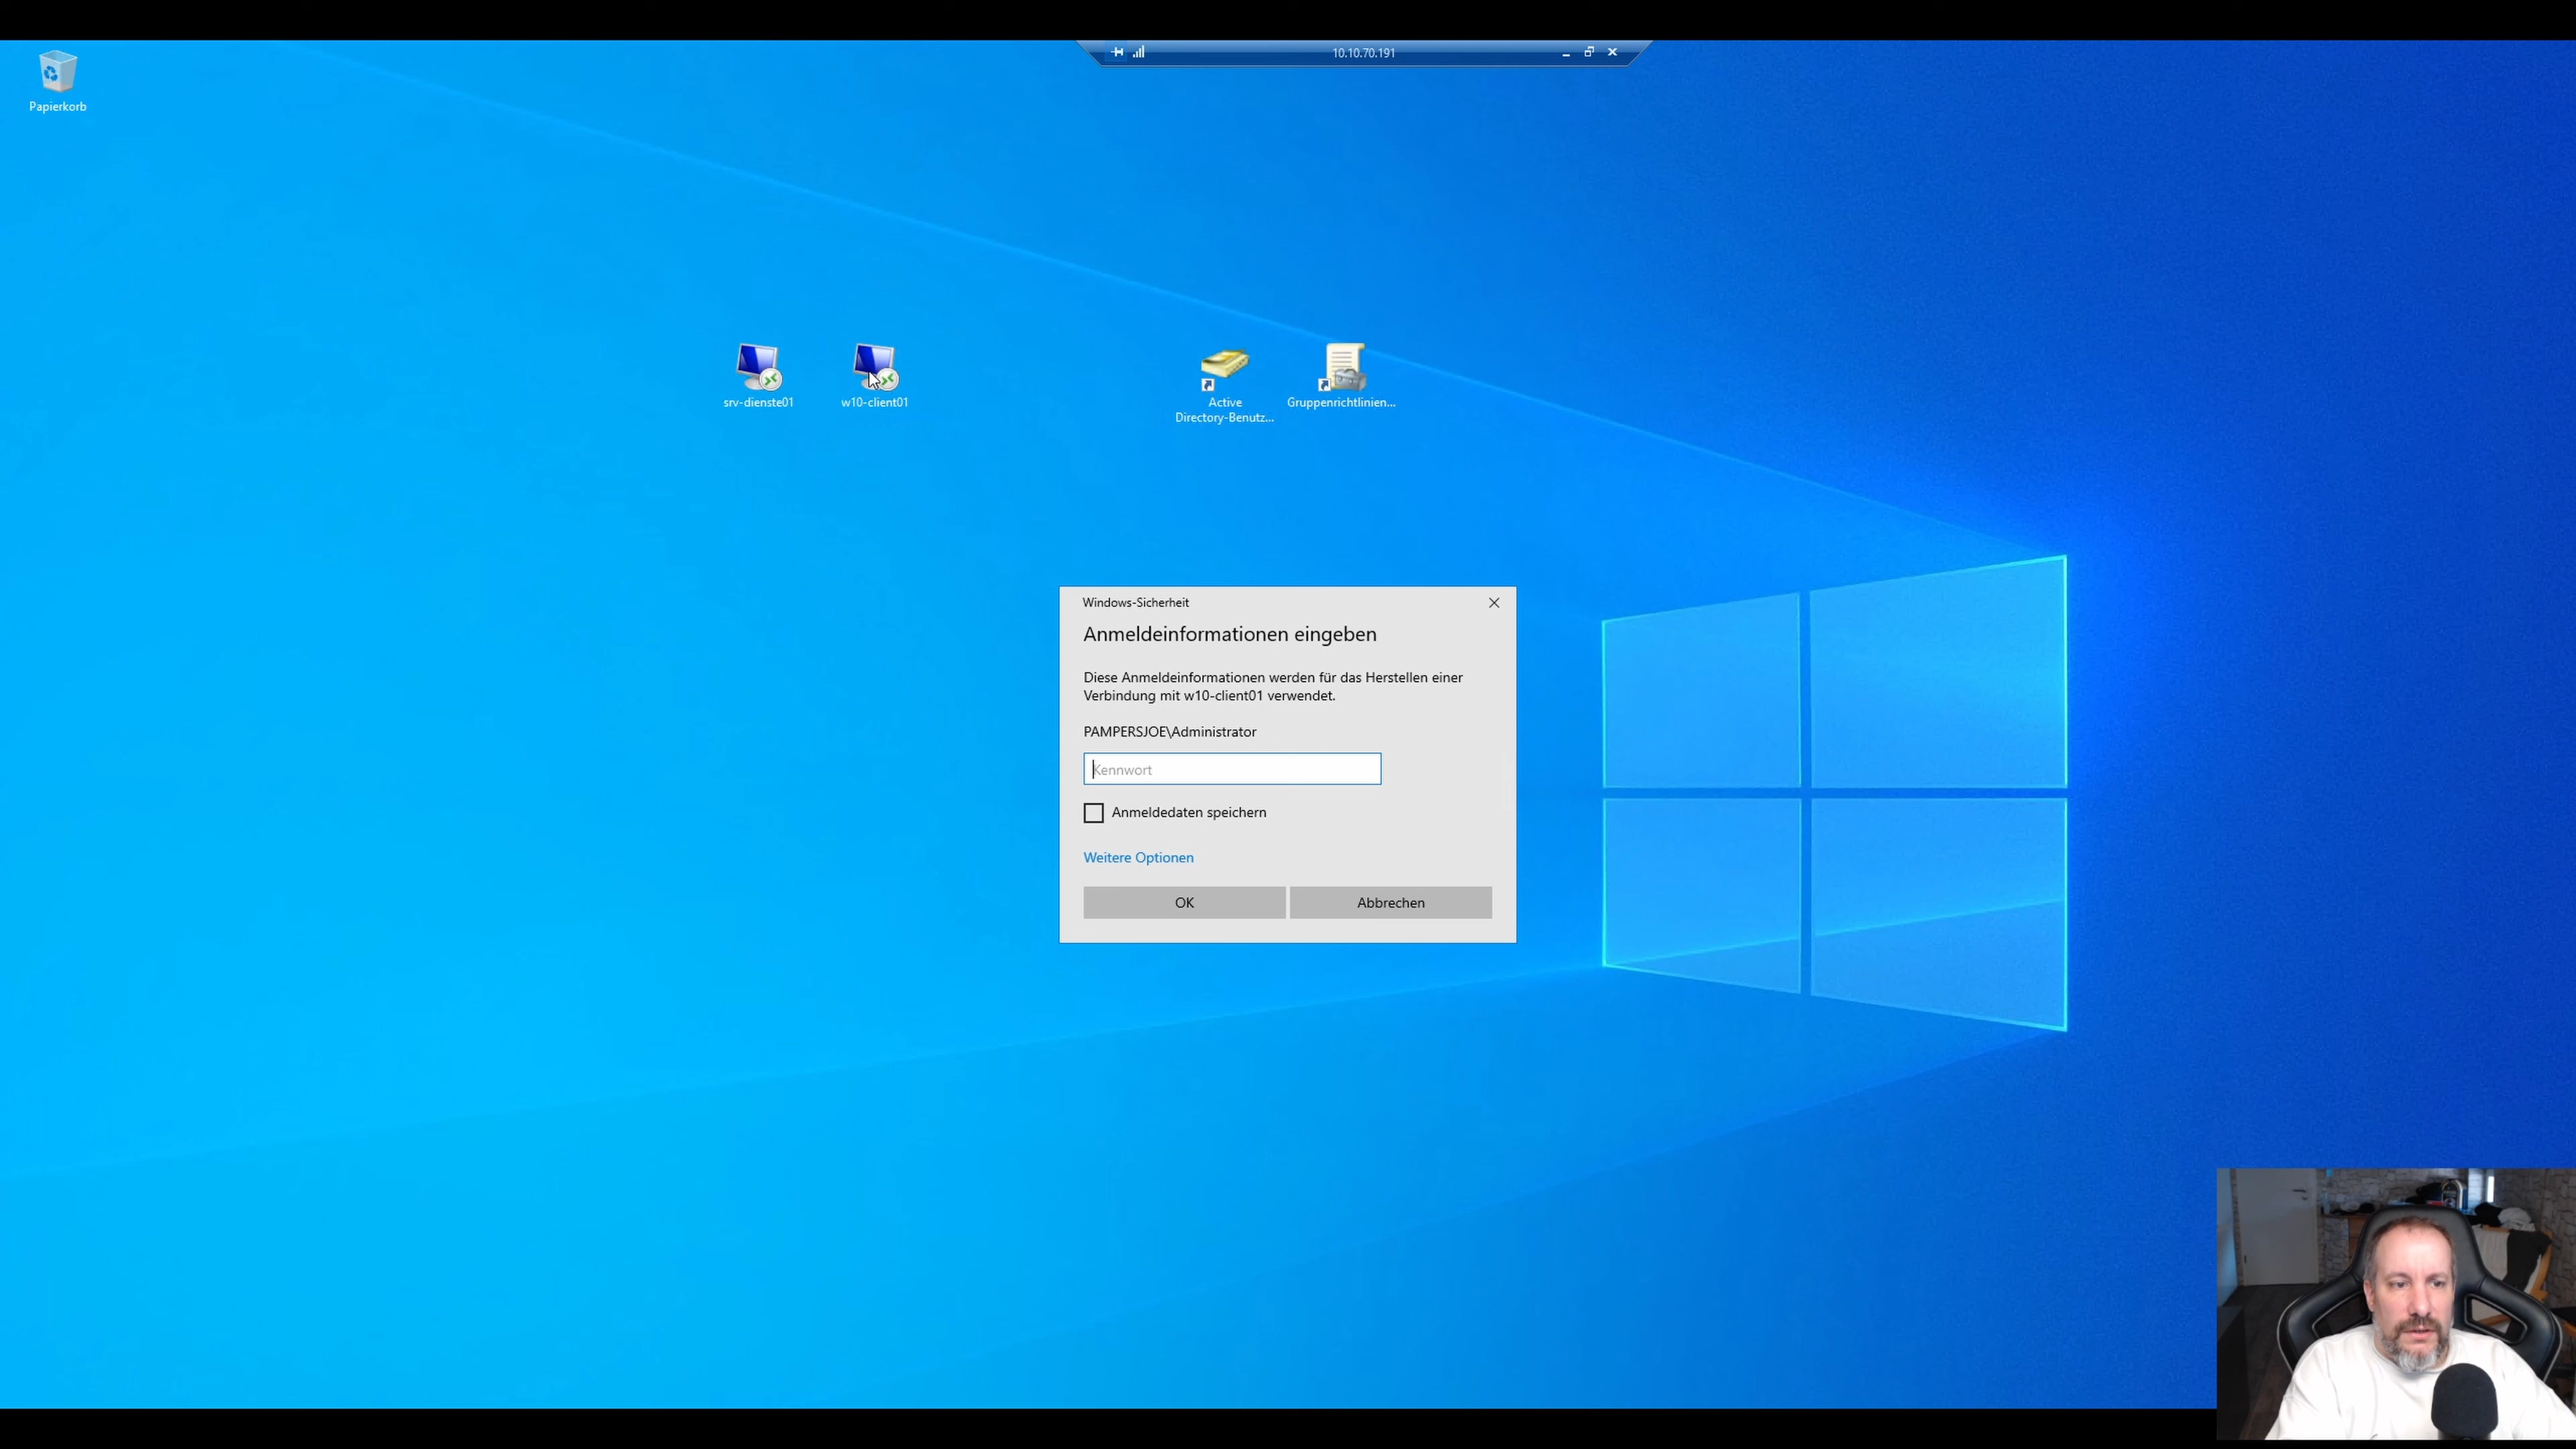 10.10.70.191
Papierkorb
srv-dienste01
w10-client01
Active
Directory-Benutz...
Gruppenrichtlinien...
Windows-Sicherheit
Anmeldeinformationen eingeben
Diese Anmeldeinformationen werden für das Herstellen einer
Verbindung mit w10-client01 verwendet.
PAMPERSJOE\Administrator
Kennwort
Anmeldedaten speichern
Weitere Optionen
OK
Abbrechen